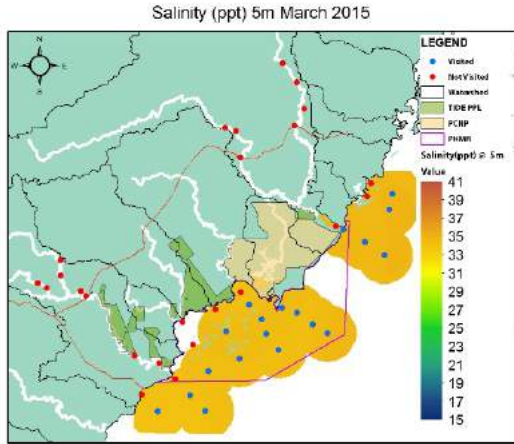 Salinity (ppt) 5m March 2015
N
W E
S
LEGEND
Visited
Not Visited
Watershed
TIDE PPL
PCNP
PHMR
Salinity(ppt) @ 5m
Value
41
39
37
35
33
31
29
27
25
23
21
19
17
15